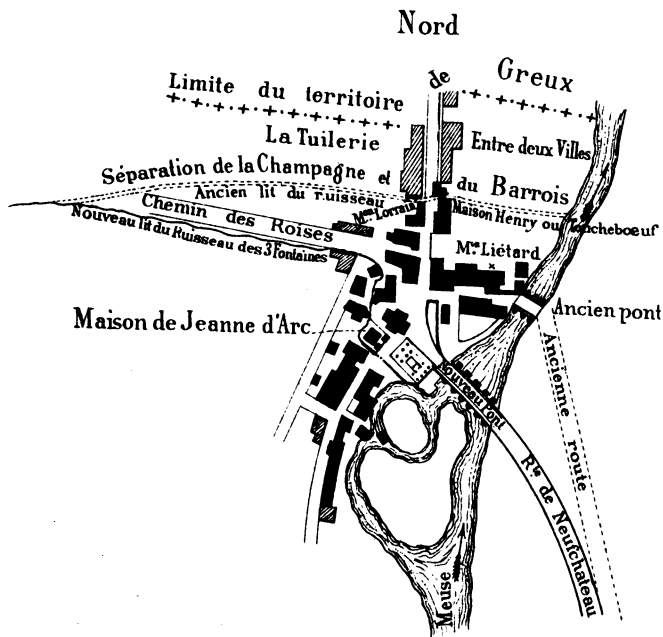 Nord
de
Greux
Limite du territoire
La Tuilerie
Entre deux Villes
Séparation de la Champagne et
du Barrois
Ancien lit du ruisseau
Mon Lorrain
Maison Henry ou
Chemin des Roises
Nouveau lit du Ruisseau des 3 Fontaines
Mon Liétard
Ancien pont
Maison de Jeanne d'Arc
Nouveau Pont
Ancienne route
Rte de Neufchateau
Meuse